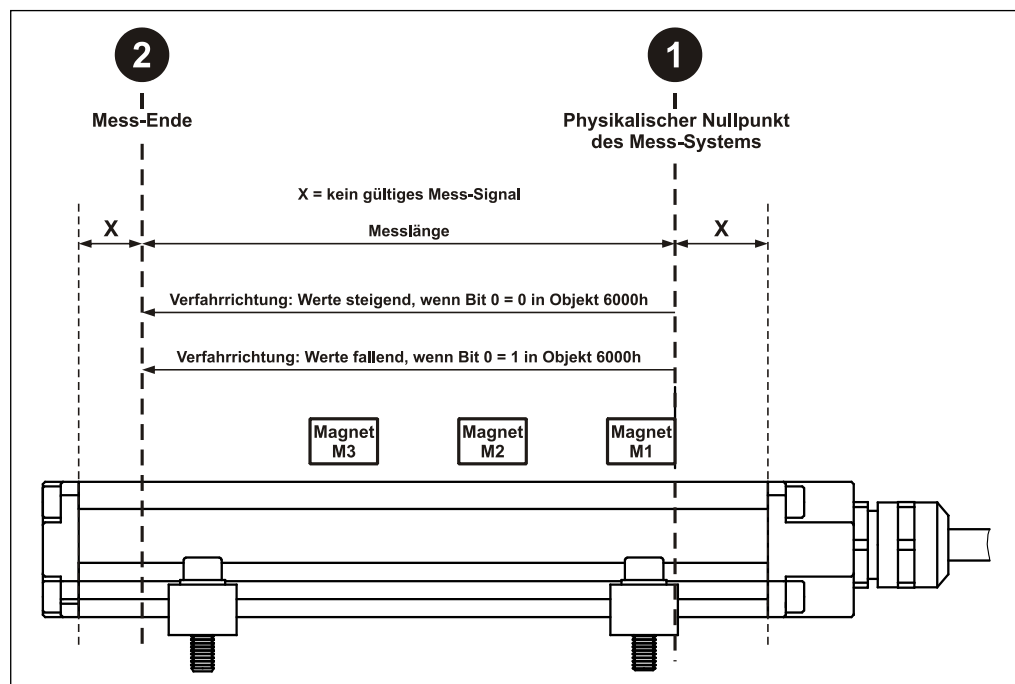 2
1
Mess-Ende
Physikalischer Nullpunkt
des Mess-Systems
X = kein gültiges Mess-Signal
X
Messlänge
X
Verfahrrichtung: Werte steigend, wenn Bit 0 = 0 in Objekt 6000h
Verfahrrichtung: Werte fallend, wenn Bit 0 = 1 in Objekt 6000h
Magnet
M3
Magnet
M2
Magnet
M1